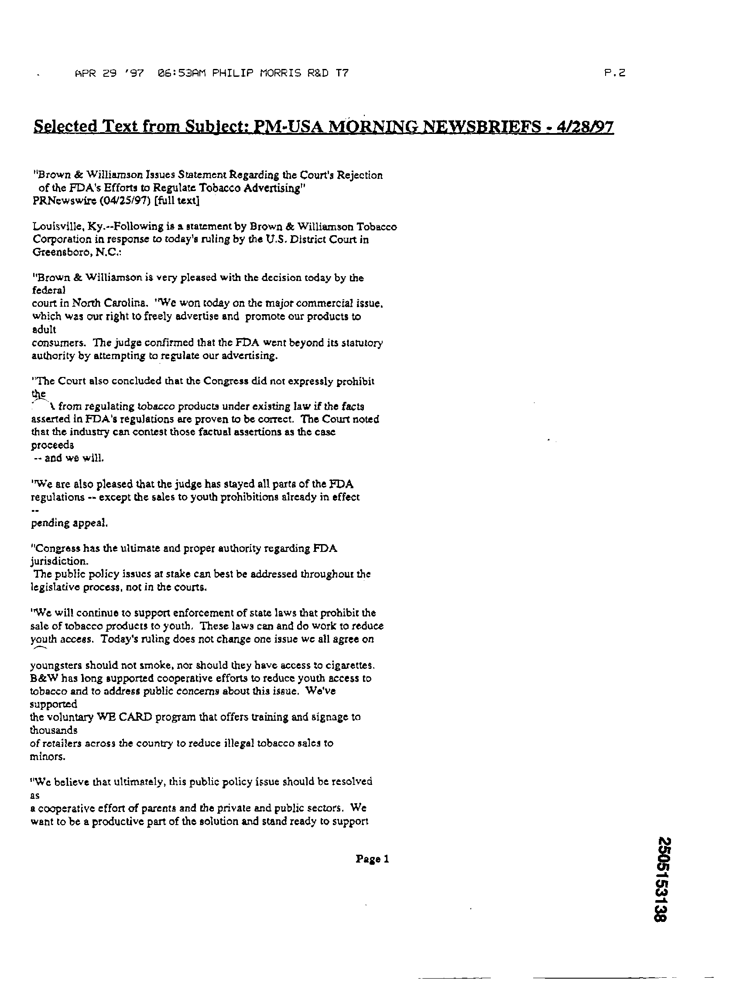 APR 29 '97 06:53AM PHILIP MORRIS R&D T7 P.2
Selected Text from Subject: PM-USA MORNING NEWSBRIEFS - 4/28/97
"Brown & Williamson Issues Statement Regarding the Court's Rejection
of the FDA's Efforts to Regulate Tobacco Advertising"
PRNewswire (04/25/97) [full text]
Louisville, Ky.--Following is a statement by Brown & Williamson Tobacco
Corporation in response to today's ruling by the U.S. District Court in
Greensboro, N.C.:
"Brown & Williamson is very pleased with the decision today by the
federal
court in North Carolina. "We won today on the major commercial issue,
which was our right to freely advertise and promote our products to
adult
consumers. The judge confirmed that the FDA went beyond its statutory
authority by attempting to regulate our advertising.
"The Court also concluded that the Congress did not expressly prohibit
the
from regulating tobacco products under existing law if the facts
asserted in FDA's regulations are proven to be correct. The Court noted
that the industry can contest those factual assertions as the case
proceeds
-- and we will.
"We are also pleased that the judge has stayed all parts of the FDA
regulations -- except the sales to youth prohibitions already in effect
--
pending appeal.
"Congress has the ultimate and proper authority regarding FDA
jurisdiction.
The public policy issues at stake can best be addressed throughout the
legislative process, not in the courts.
"We will continue to support enforcement of state laws that prohibit the
sale of tobacco products to youth. These laws can and do work to reduce
youth access. Today's ruling does not change one issue we all agree on
youngsters should not smoke, nor should they have access to cigarettes.
B&W has long supported cooperative efforts to reduce youth access to
tobacco and to address public concerns about this issue. We've
supported
the voluntary WE CARD program that offers training and signage to
thousands
of retailers across the country to reduce illegal tobacco sales to
minors.
"We believe that ultimately, this public policy issue should be resolved
as
a cooperative effort of parents and the private and public sectors. We
want to be a productive part of the solution and stand ready to support
Page 1
2505153138